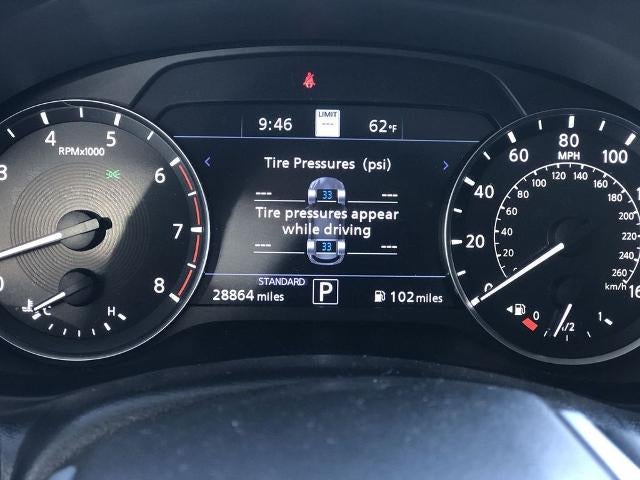 9:46
LIMIT
---
62°F
Tire Pressures (psi)
--- 33 ---
Tire pressures appear
while driving
--- 33 ---
STANDARD
28864 miles
P
102 miles
3 4 5 6 7 8
RPMx1000
C H
0 20 40 60 80 100
MPH
20 40 60 80 100 120 140 160 180 200 220 240 260
km/h
0 1/2 1